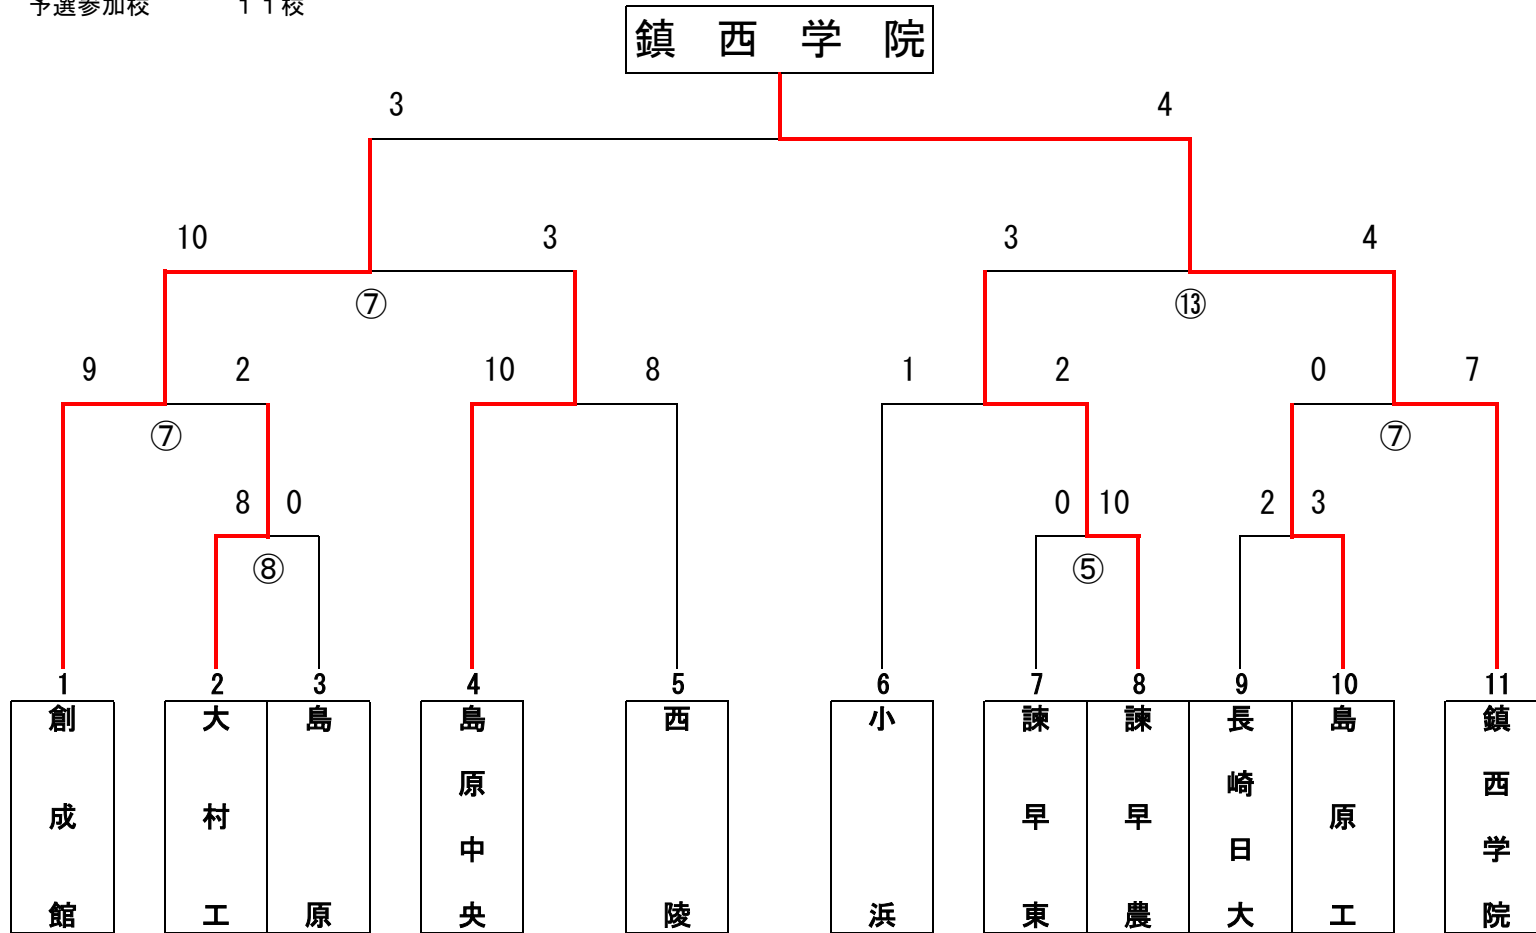 予選参加校　１１校
鎮西学院
3 4
10 3 3 4
⑦ ⑬
9 2 10 8 1 2 0 7
⑦ ⑦
8 0 0 10 2 3
⑧ ⑤
1 2 3 4 5 6 7 8 9 10 11
創成館
大村工
島原
島原中央
西陵
小浜
諫早東
諫早農
長崎日大
島原工
鎮西学院